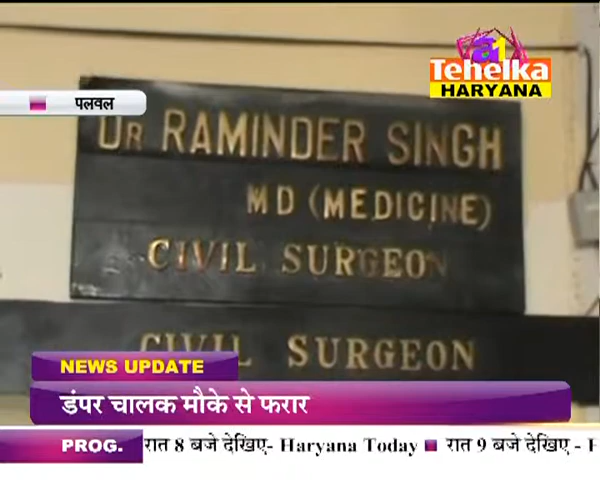 a1
Tehelka
HARYANA
पलवल
DR RAMINDER SINGH
MD (MEDICINE)
CIVIL SURGEON
CIVIL SURGEON
NEWS UPDATE
डंपर चालक मौके से फरार
PROG. रात 8 बजे देखिए- Haryana Today ■ रात 9 बजे देखिए -